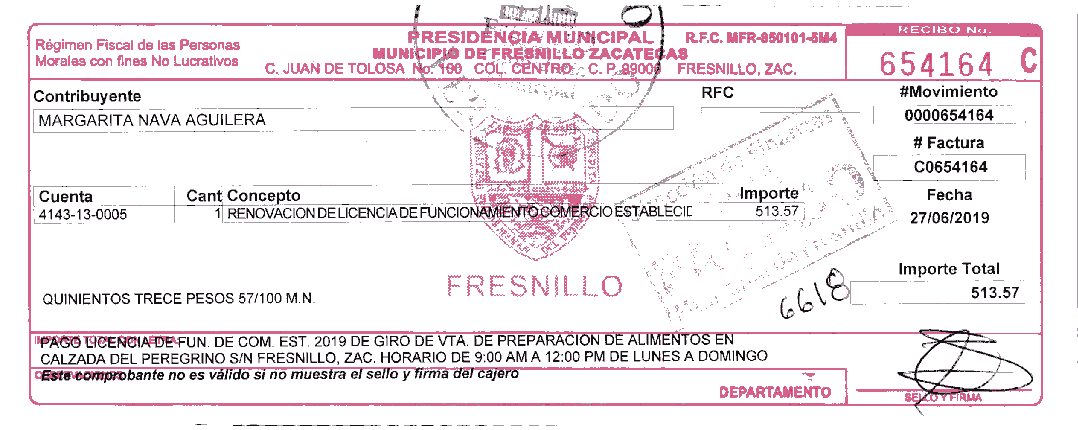 Régimen Fiscal de las Personas
Morales con fines No Lucrativos
PRESIDENCIA MUNICIPAL
MUNICIPIO DE FRESNILLO ZACATECAS
C. JUAN DE TOLOSA No. 100 COL. CENTRO C. P. 99000 FRESNILLO, ZAC.
R.F.C. MFR-850101-5M4
RECIBO No.
654164 C
Contribuyente
MARGARITA NAVA AGUILERA
RFC
#Movimiento
0000654164
# Factura
C0654164
Fecha
27/06/2019
Cuenta Cant Concepto Importe
4143-13-0005 1 RENOVACION DE LICENCIA DE FUNCIONAMIENTO COMERCIO ESTABLECID 513.57
FRESNILLO
6618
Importe Total
513.57
QUINIENTOS TRECE PESOS 57/100 M.N.
PAGO LICENCIA DE FUN. DE COM. EST. 2019 DE GIRO DE VTA. DE PREPARACION DE ALIMENTOS EN
CALZADA DEL PEREGRINO S/N FRESNILLO, ZAC. HORARIO DE 9:00 AM A 12:00 PM DE LUNES A DOMINGO
Este comprobante no es válido si no muestra el sello y firma del cajero
DEPARTAMENTO
SELLO Y FIRMA